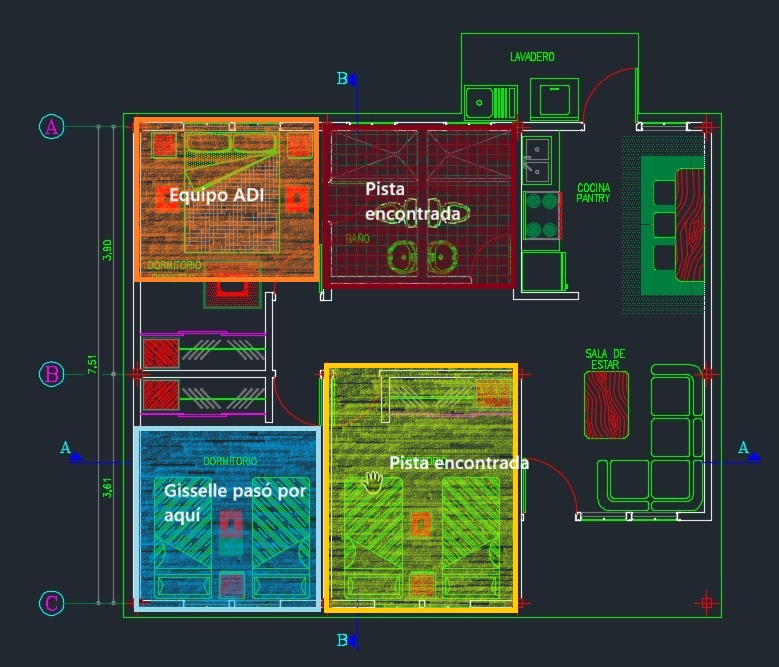 LAVADERO
B
A
Equipo ADI
Pista
encontrada
COCINA
PANTRY
BAÑO
DORMITORIO
PRINCIPAL
3,90
7,51
B
SALA DE
ESTAR
A
DORMITORIO
Pista encontrada
A
Gisselle pasó por
aquí
3,61
C
B